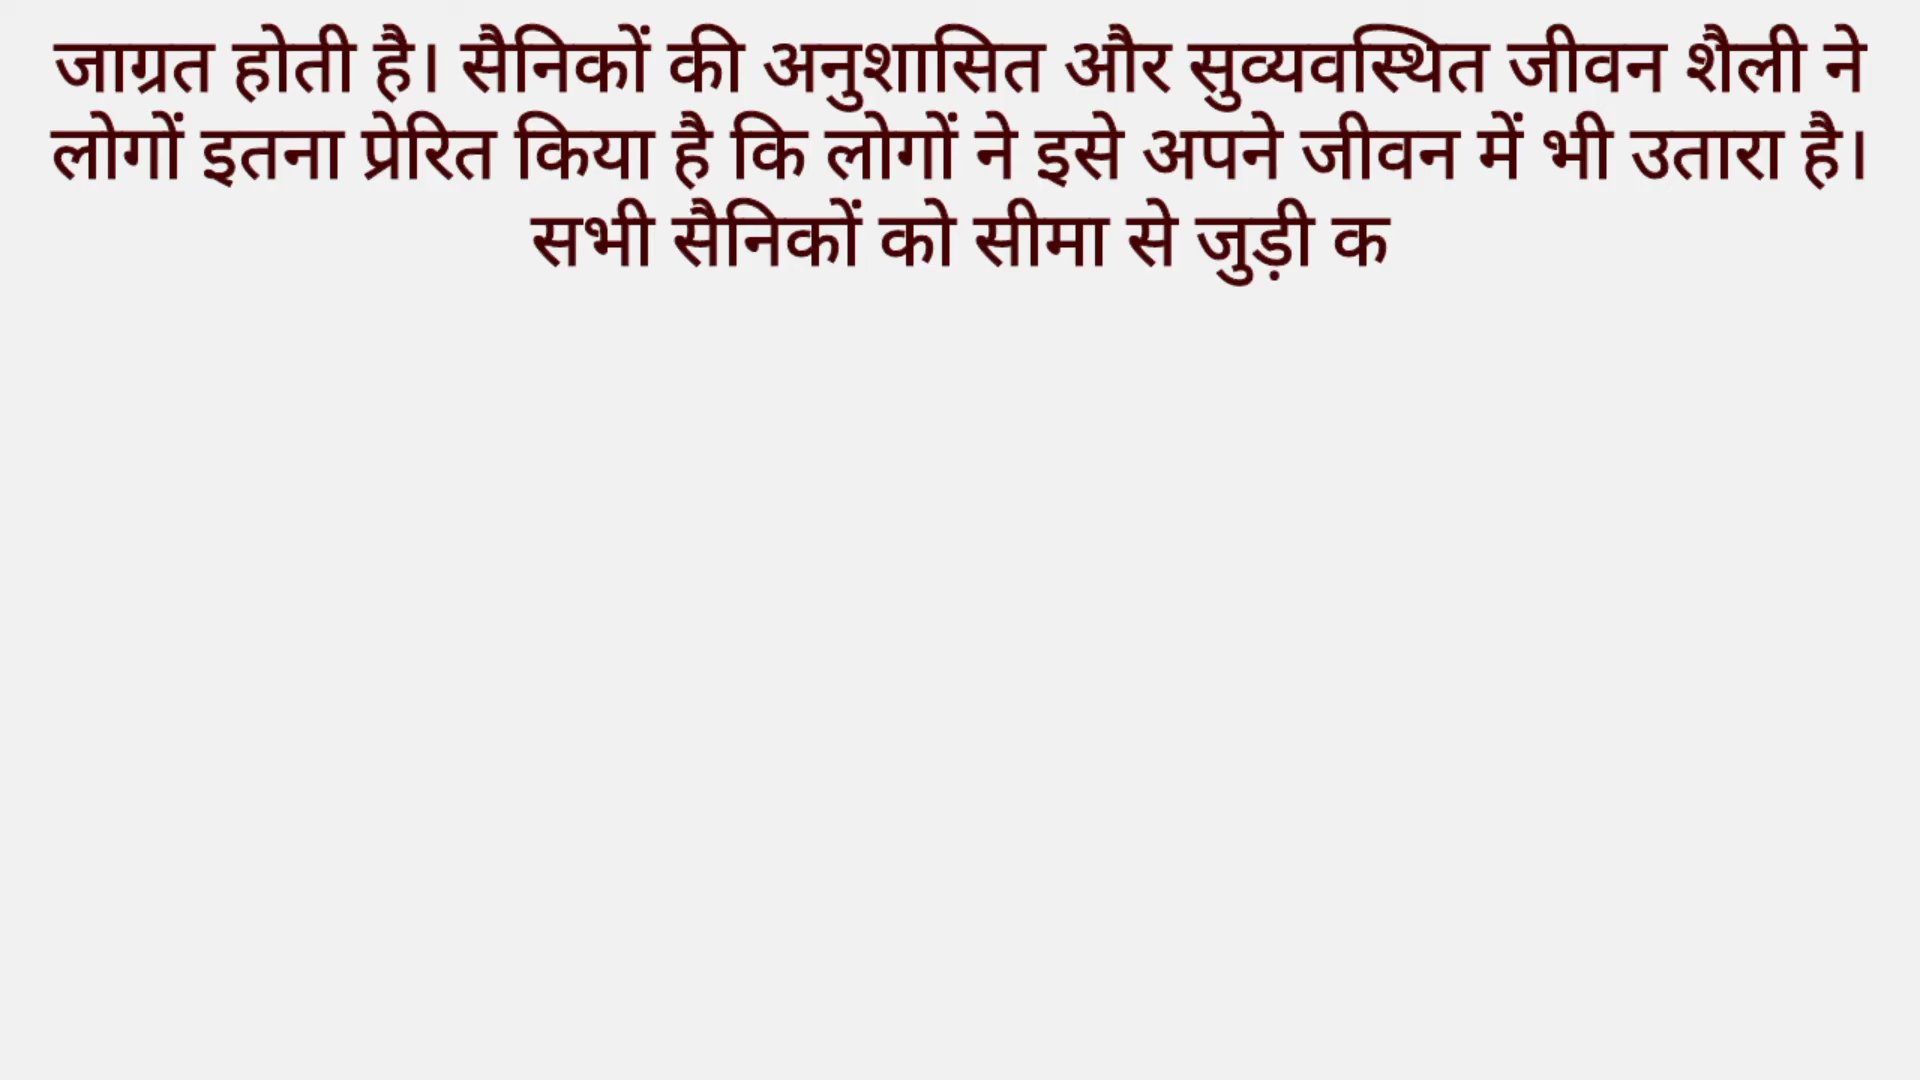 जाग्रत होती है। सैनिकों की अनुशासित और सुव्यवस्थित जीवन शैली ने
लोगों इतना प्रेरित किया है कि लोगों ने इसे अपने जीवन में भी उतारा है।
सभी सैनिकों को सीमा से जुड़ी क